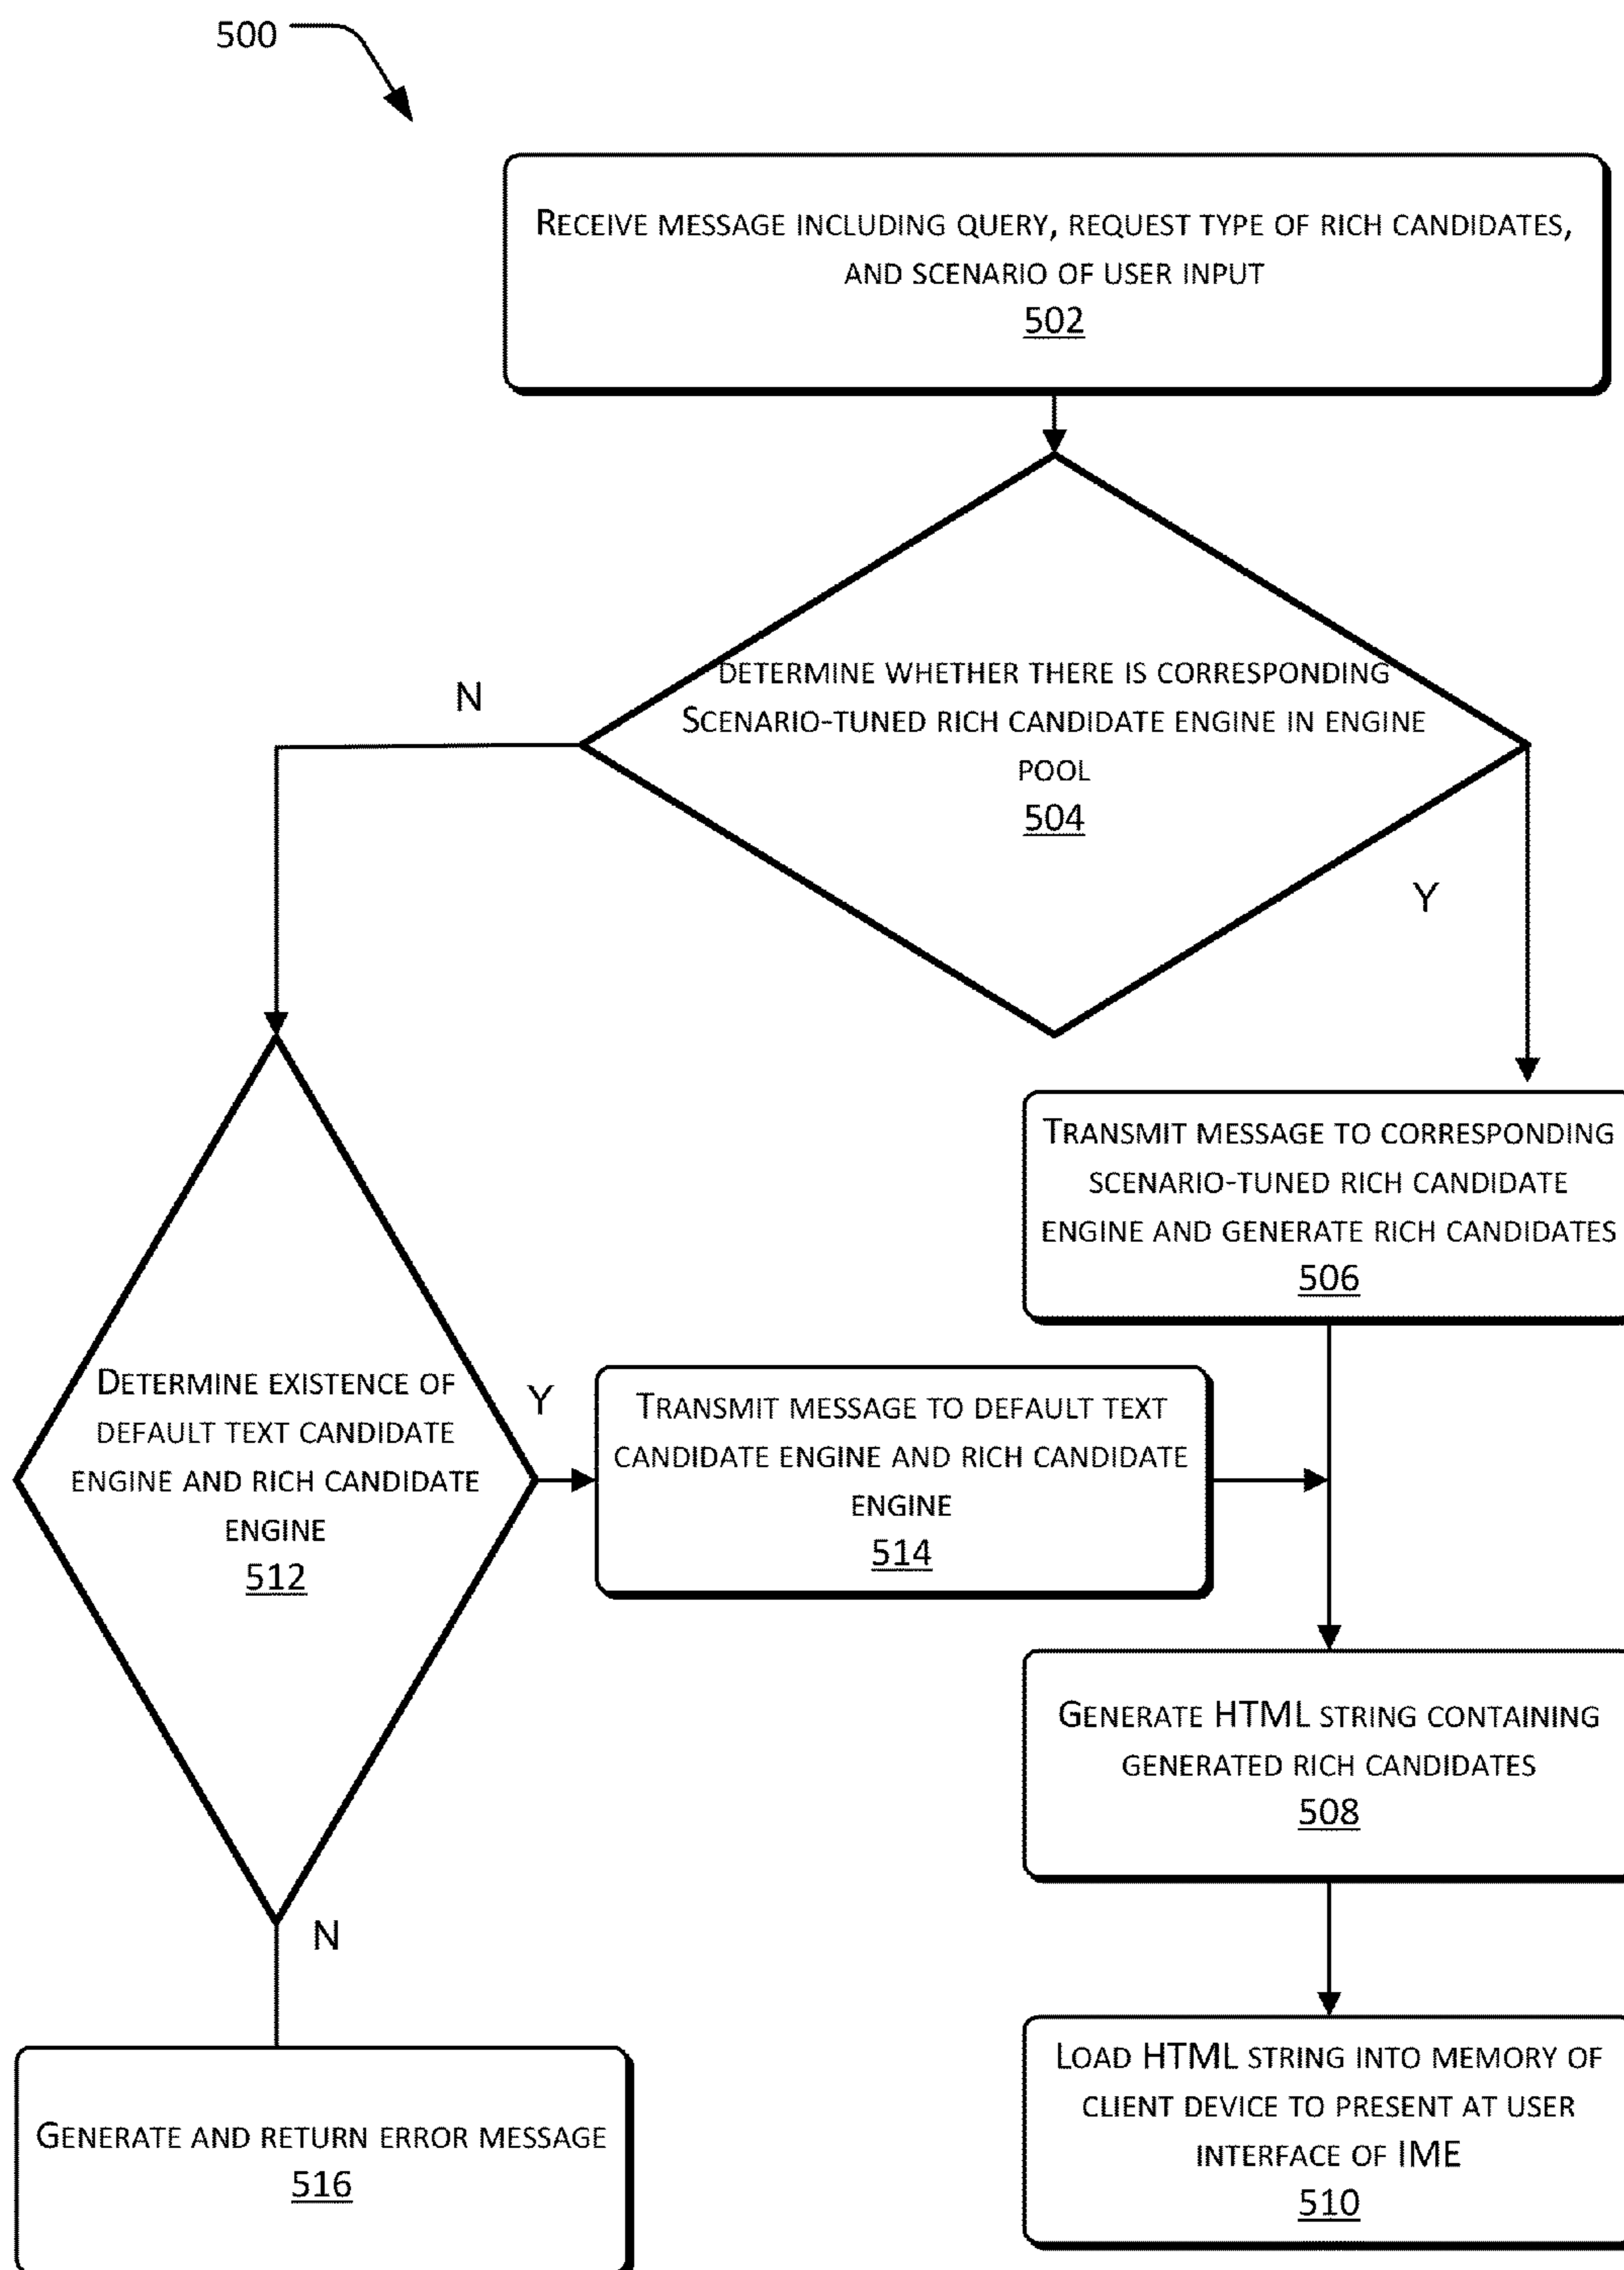 500
RECEIVE MESSAGE INCLUDING QUERY, REQUEST TYPE OF RICH CANDIDATES,
AND SCENARIO OF USER INPUT
502
DETERMINE WHETHER THERE IS CORRESPONDING
SCENARIO-TUNED RICH CANDIDATE ENGINE IN ENGINE
POOL
504
N
Y
TRANSMIT MESSAGE TO CORRESPONDING
SCENARIO-TUNED RICH CANDIDATE
ENGINE AND GENERATE RICH CANDIDATES
506
DETERMINE EXISTENCE OF
DEFAULT TEXT CANDIDATE
ENGINE AND RICH CANDIDATE
ENGINE
512
Y
TRANSMIT MESSAGE TO DEFAULT TEXT
CANDIDATE ENGINE AND RICH CANDIDATE
ENGINE
514
GENERATE HTML STRING CONTAINING
GENERATED RICH CANDIDATES
508
N
LOAD HTML STRING INTO MEMORY OF
CLIENT DEVICE TO PRESENT AT USER
INTERFACE OF IME
510
GENERATE AND RETURN ERROR MESSAGE
516